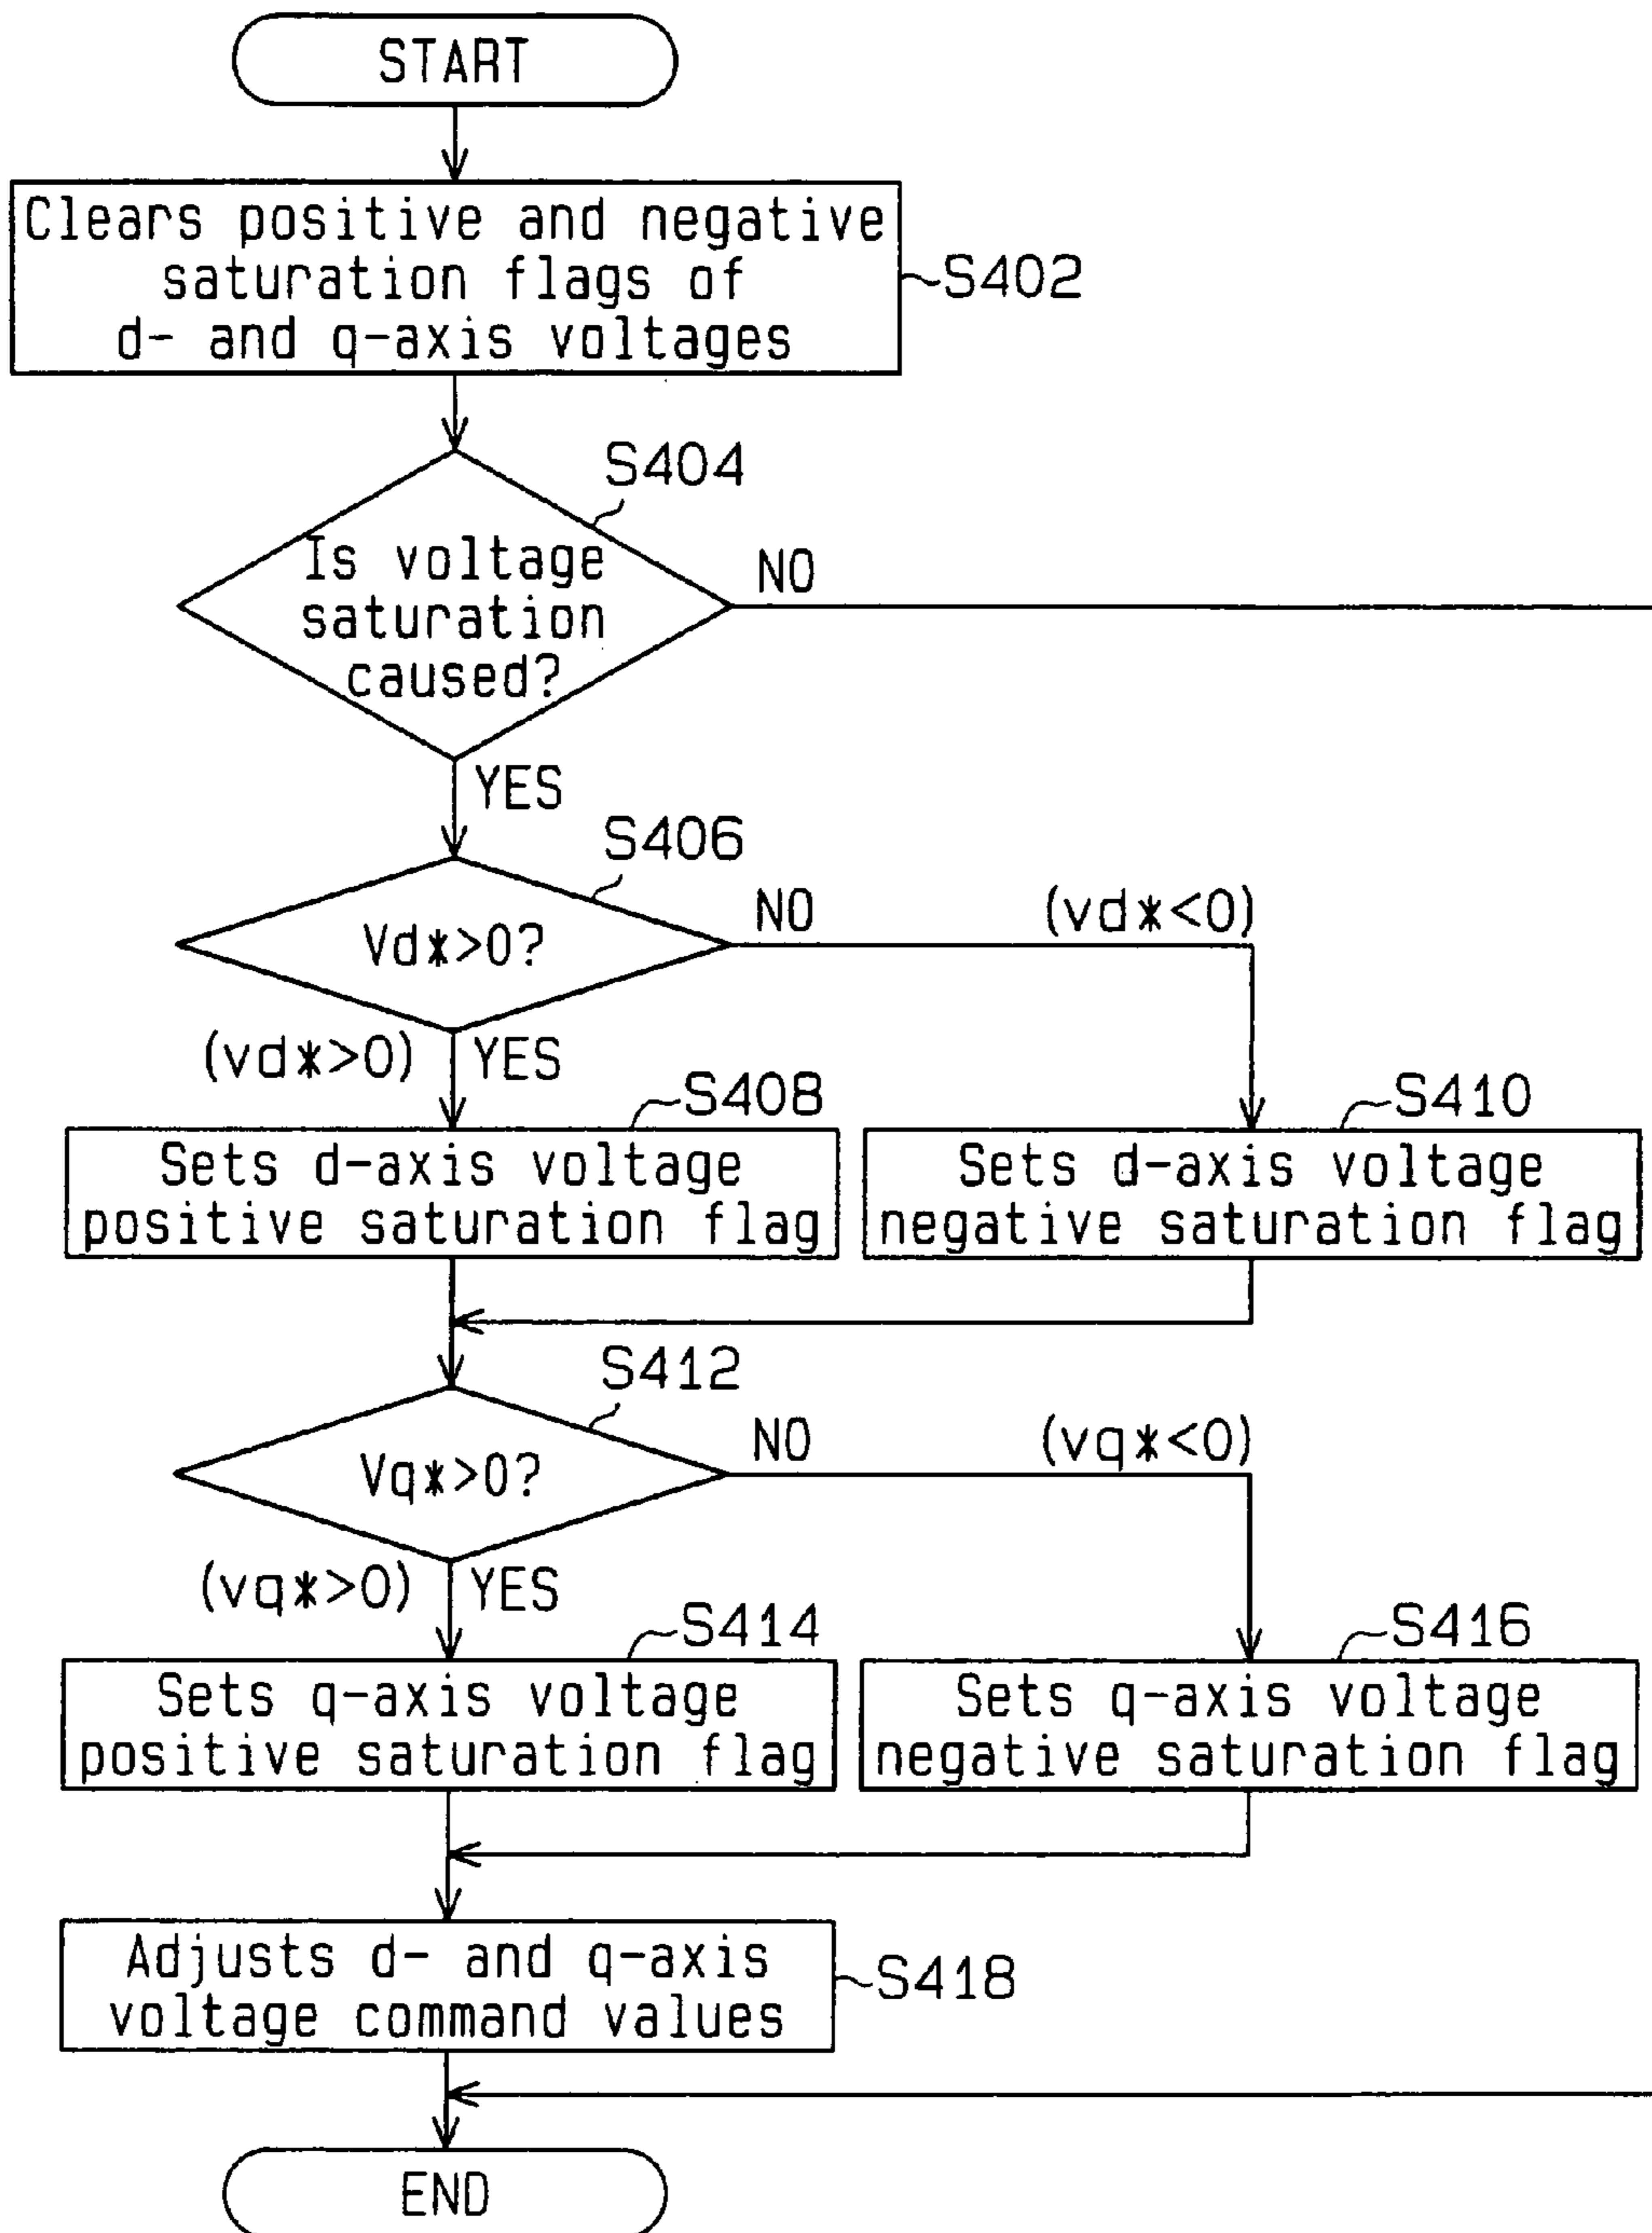 START
Clears positive and negative
saturation flags of
d- and q-axis voltages
S402
S404
Is voltage
saturation
caused?
NO
YES
S406
Vd*>0?
NO
(vd*<0)
(vd*>0)
YES
S408
Sets d-axis voltage
positive saturation flag
S410
Sets d-axis voltage
negative saturation flag
S412
Vq*>0?
NO
(vq*<0)
(vq*>0)
YES
S414
Sets q-axis voltage
positive saturation flag
S416
Sets q-axis voltage
negative saturation flag
Adjusts d- and q-axis
voltage command values
S418
END